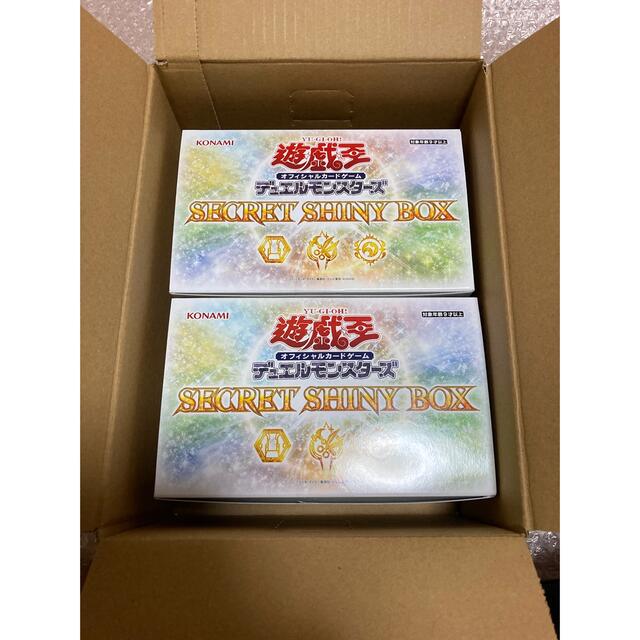 KONAMI
YU-GI-OH!
対象年齢9才以上
遊戯王
オフィシャルカードゲーム
デュエルモンスターズ
SECRET SHINY BOX
KONAMI
YU-GI-OH!
対象年齢9才以上
遊戯王
オフィシャルカードゲーム
デュエルモンスターズ
SECRET SHINY BOX